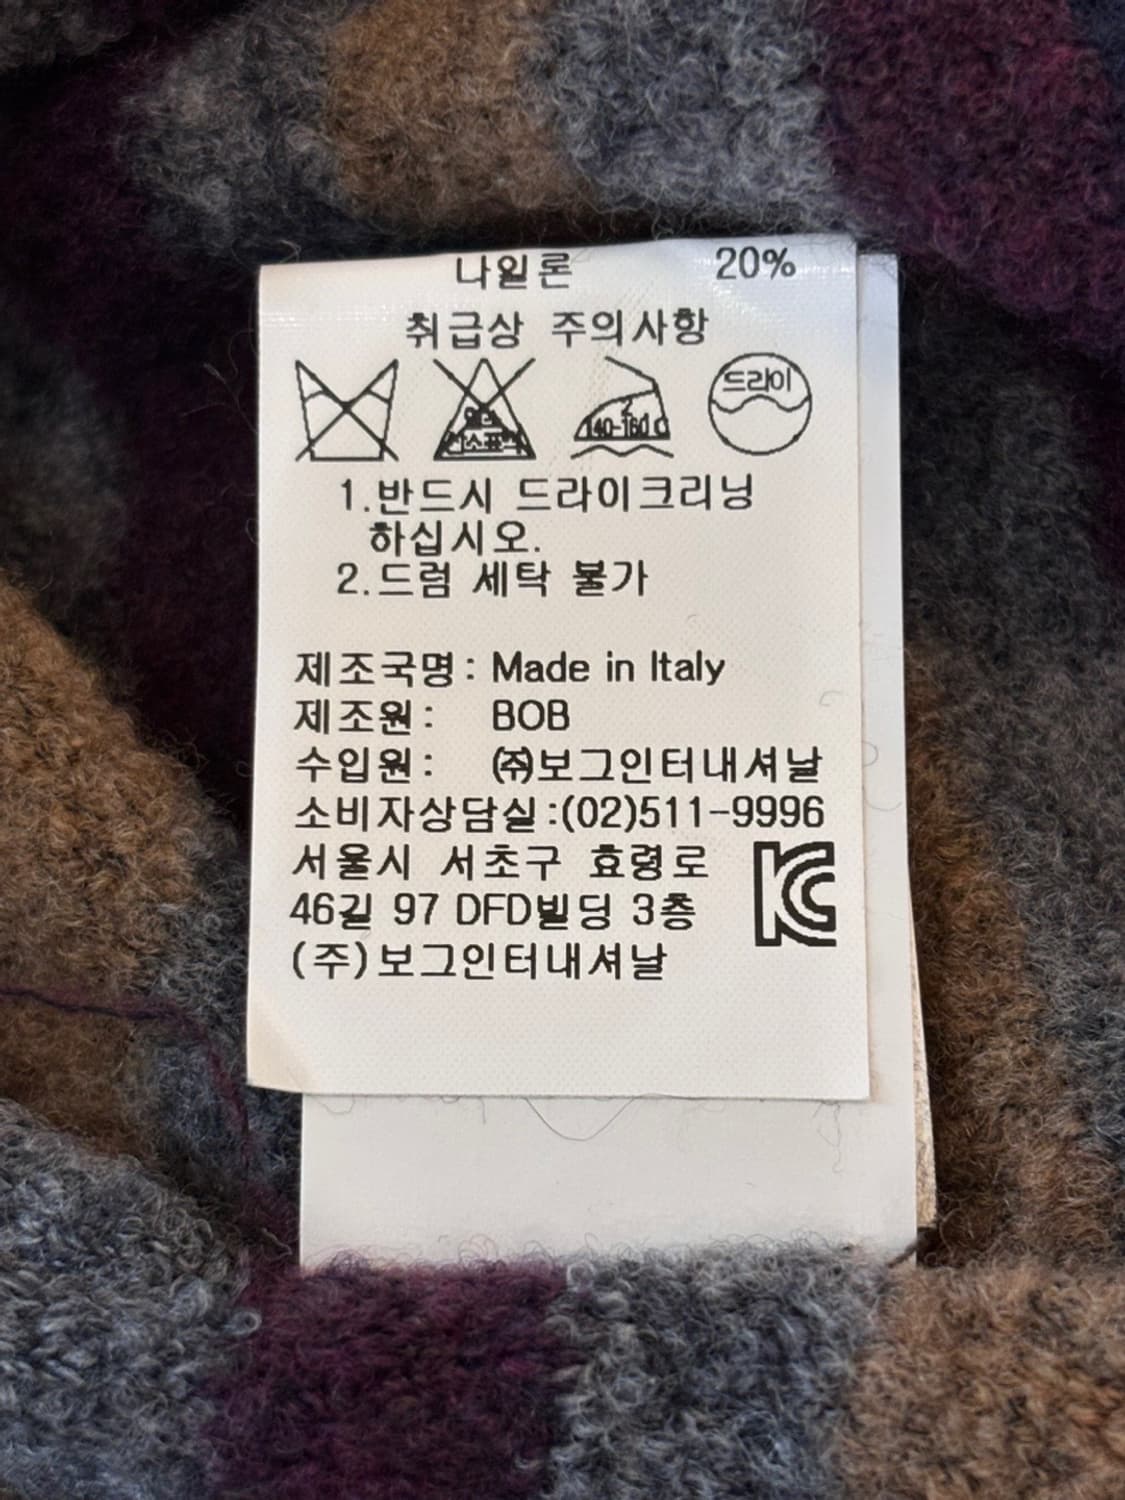 나일론 20%
취급상 주의사항
드라이
염소표백
140-160℃
1.반드시 드라이크리닝
하십시오.
2.드럼 세탁 불가
제조국명: Made in Italy
제조원: BOB
수입원: ㈜보그인터내셔날
소비자상담실:(02)511-9996
서울시 서초구 효령로
46길 97 DFD빌딩 3층
(주)보그인터내셔날
KC